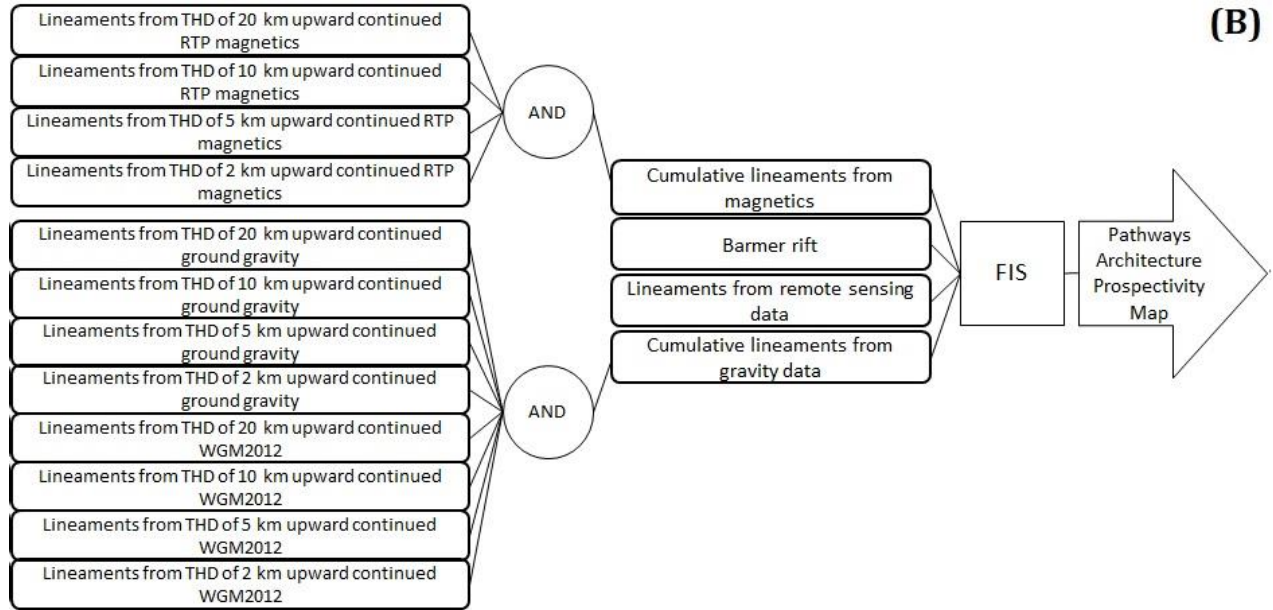 (B)
Lineaments from THD of 20 km upward continued
RTP magnetics
Lineaments from THD of 10 km upward continued
RTP magnetics
Lineaments from THD of 5 km upward continued RTP
magnetics
Lineaments from THD of 2 km upward continued RTP
magnetics
AND
Lineaments from THD of 20 km upward continued
ground gravity
Lineaments from THD of 10 km upward continued
ground gravity
Lineaments from THD of 5 km upward continued
ground gravity
Lineaments from THD of 2 km upward continued
ground gravity
Lineaments from THD of 20 km upward continued
WGM2012
Lineaments from THD of 10 km upward continued
WGM2012
Lineaments from THD of 5 km upward continued
WGM2012
Lineaments from THD of 2 km upward continued
WGM2012
AND
Cumulative lineaments from
magnetics
Barmer rift
Lineaments from remote sensing
data
Cumulative lineaments from
gravity data
FIS
Pathways
Architecture
Prospectivity
Map